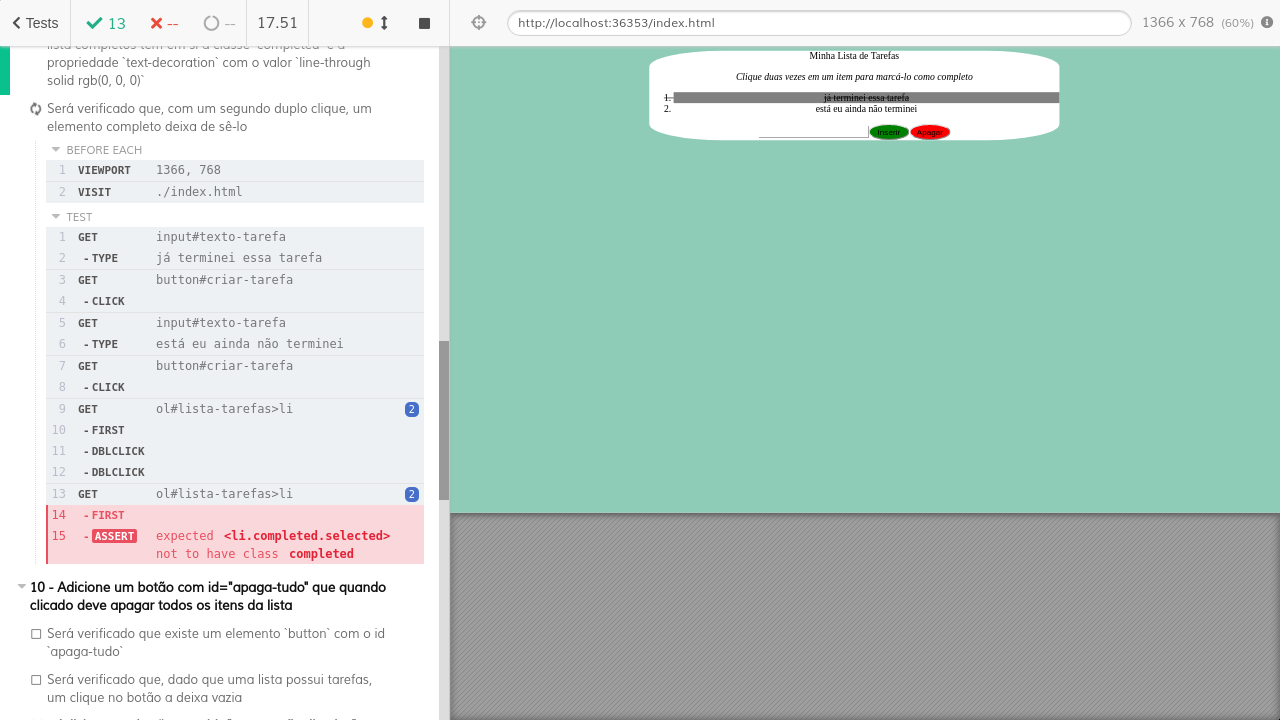 Tests
13
--
--
17.51
http://localhost:36353/index.html
1366 x 768 (60%)
lista completos tem em si a classe `completed` e a
propriedade `text-decoration` com o valor `line-through
solid rgb(0, 0, 0)`
Será verificado que, com um segundo duplo clique, um
elemento completo deixa de sê-lo
BEFORE EACH
1 VIEWPORT 1366, 768
2 VISIT ./index.html
TEST
1 GET input#texto-tarefa
2 -TYPE já terminei essa tarefa
3 GET button#criar-tarefa
4 -CLICK
5 GET input#texto-tarefa
6 -TYPE está eu ainda não terminei
7 GET button#criar-tarefa
8 -CLICK
9 GET ol#lista-tarefas>li 2
10 -FIRST
11 -DBLCLICK
12 -DBLCLICK
13 GET ol#lista-tarefas>li 2
14 -FIRST
15 -ASSERT expected <li.completed.selected>
not to have class completed
10 - Adicione um botão com id="apaga-tudo" que quando
clicado deve apagar todos os itens da lista
Será verificado que existe um elemento `button` com o id
`apaga-tudo`
Será verificado que, dado que uma lista possui tarefas,
um clique no botão a deixa vazia
Minha Lista de Tarefas
Clique duas vezes em um item para marcá-lo como completo
1. já terminei essa tarefa
2. está eu ainda não terminei
Inserir Apagar